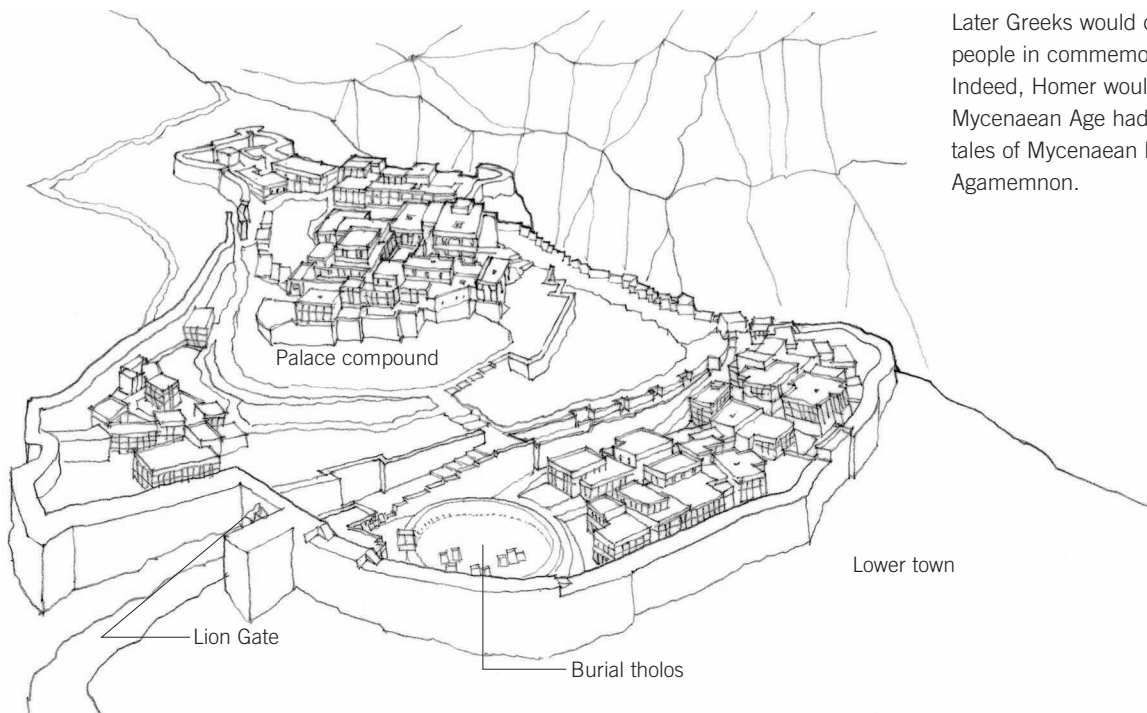 Later Greeks would
people in commemo
Indeed, Homer woul
Mycenaean Age had
tales of Mycenaean
Agamemnon.
Palace compound
Lower town
Lion Gate
Burial tholos